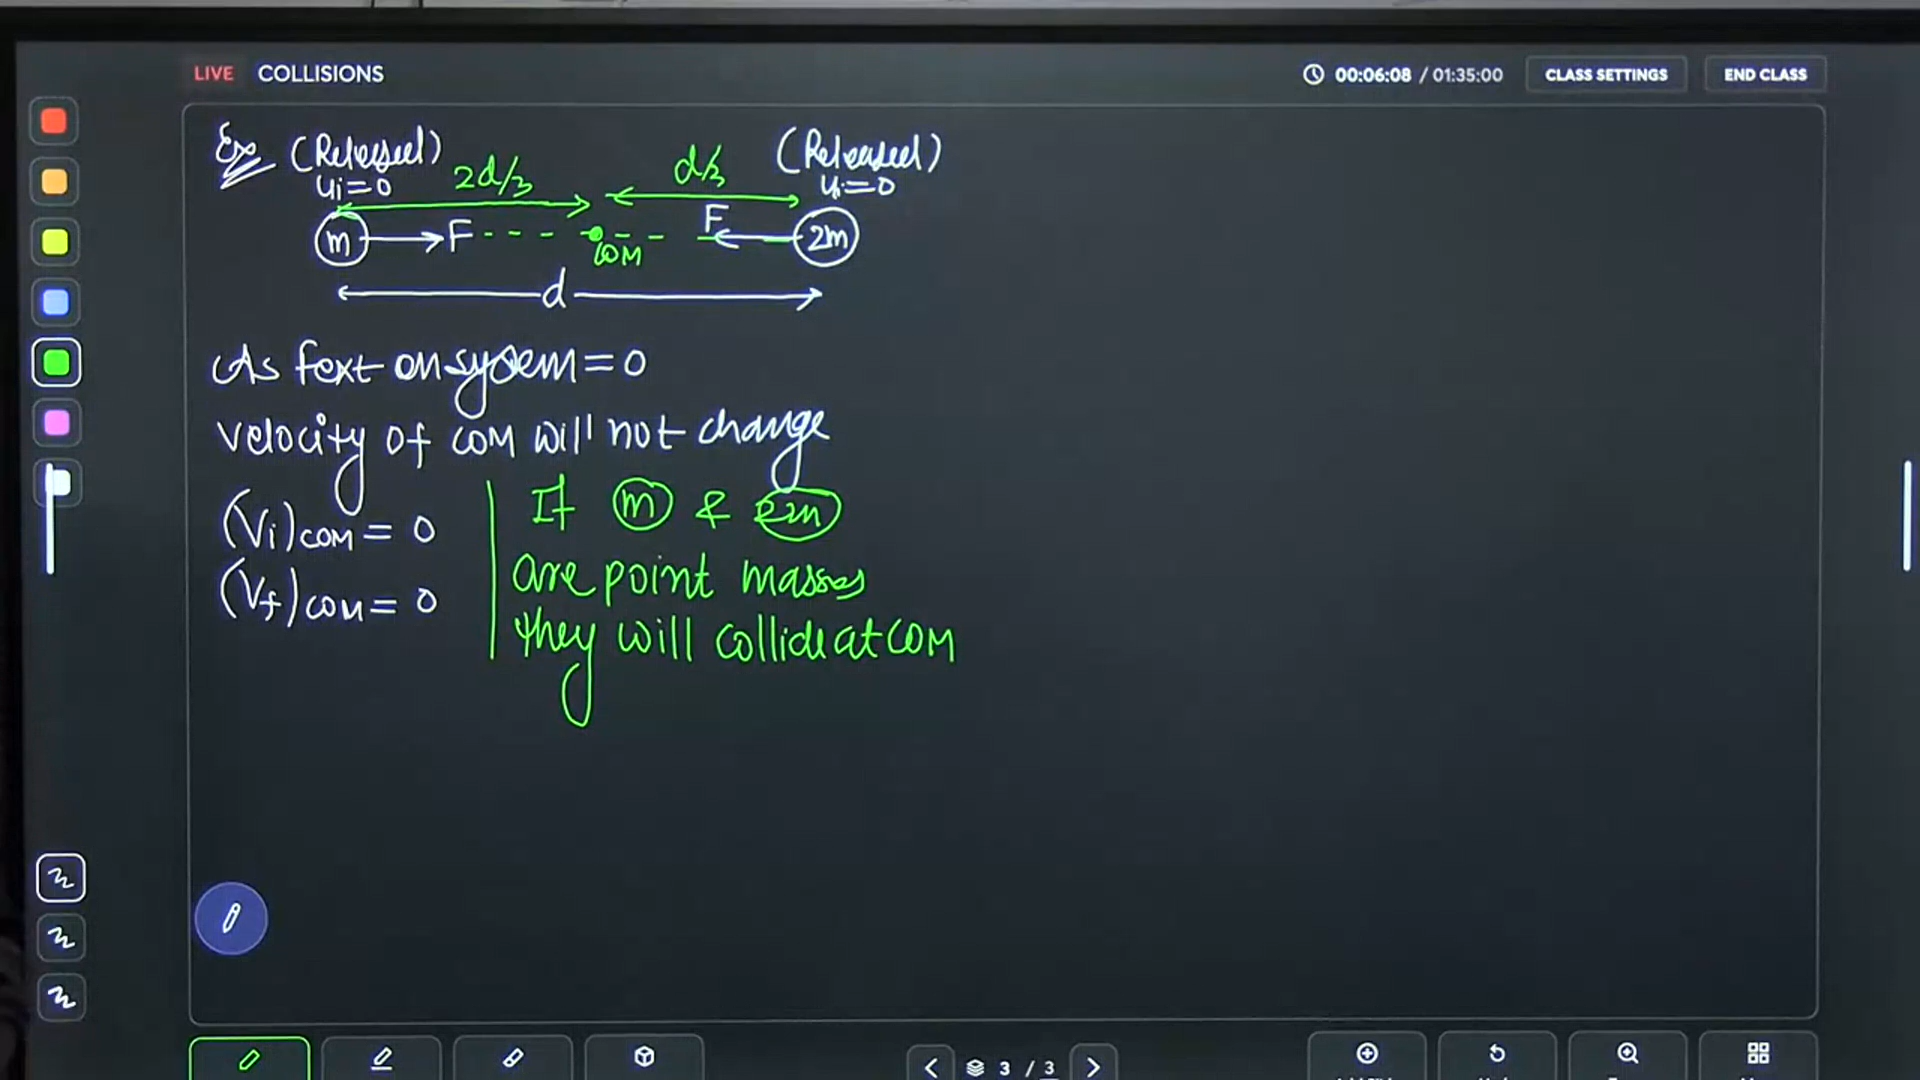 LIVE COLLISIONS 00:06:08 / 01:35:00 CLASS SETTINGS END CLASS
Ex (Released) (Released)
ui=0 2d/3 d/3 ui=0
m F COM F 2m
d
As fext on system = 0
velocity of COM will not change
(Vi)COM = 0
(Vf)COM = 0
If m & 2m
are point masses
they will collide at COM
3 / 3